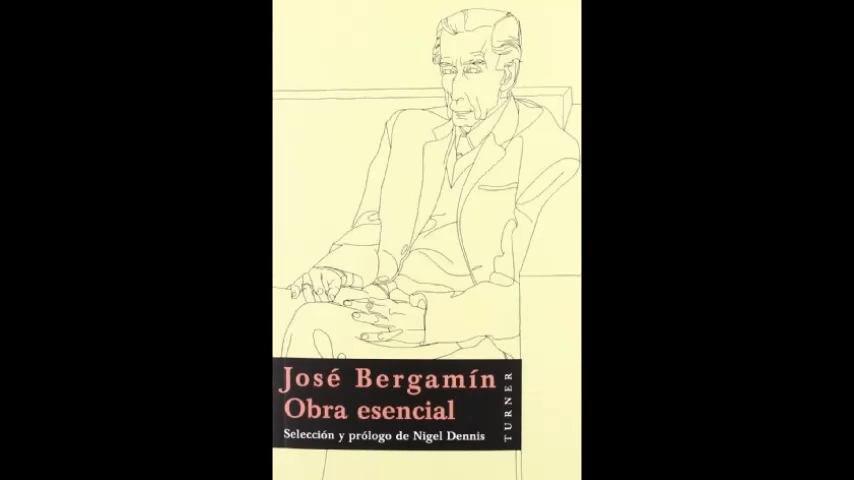 José Bergamín
Obra esencial
Selección y prólogo de Nigel Dennis
TURNER